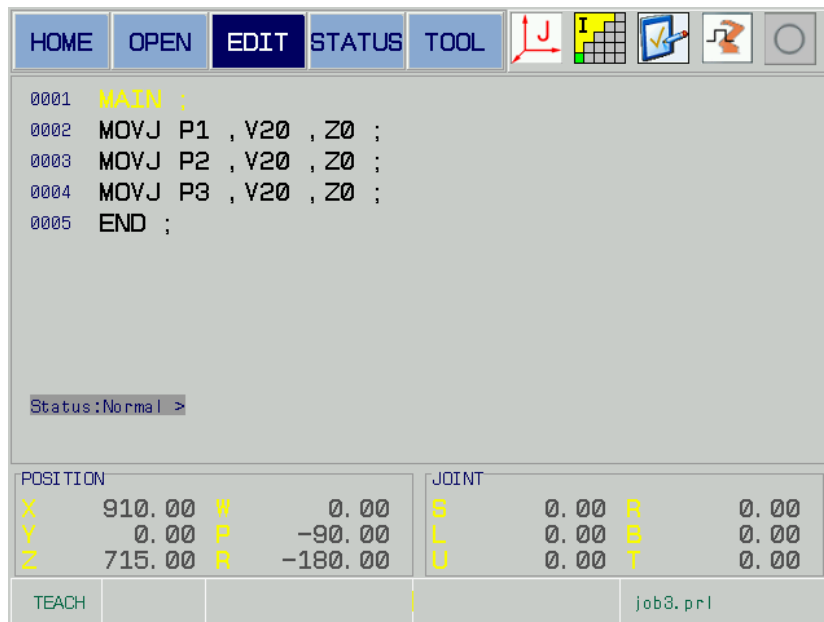 HOME OPEN EDIT STATUS TOOL J I
0001 MAIN ;
0002 MOVJ P1 , V20 , Z0 ;
0003 MOVJ P2 , V20 , Z0 ;
0004 MOVJ P3 , V20 , Z0 ;
0005 END ;
Status:Normal >
POSITION
X 910.00 W 0.00
Y 0.00 P -90.00
Z 715.00 R -180.00
JOINT
S 0.00 R 0.00
L 0.00 B 0.00
U 0.00 T 0.00
TEACH job3.prl